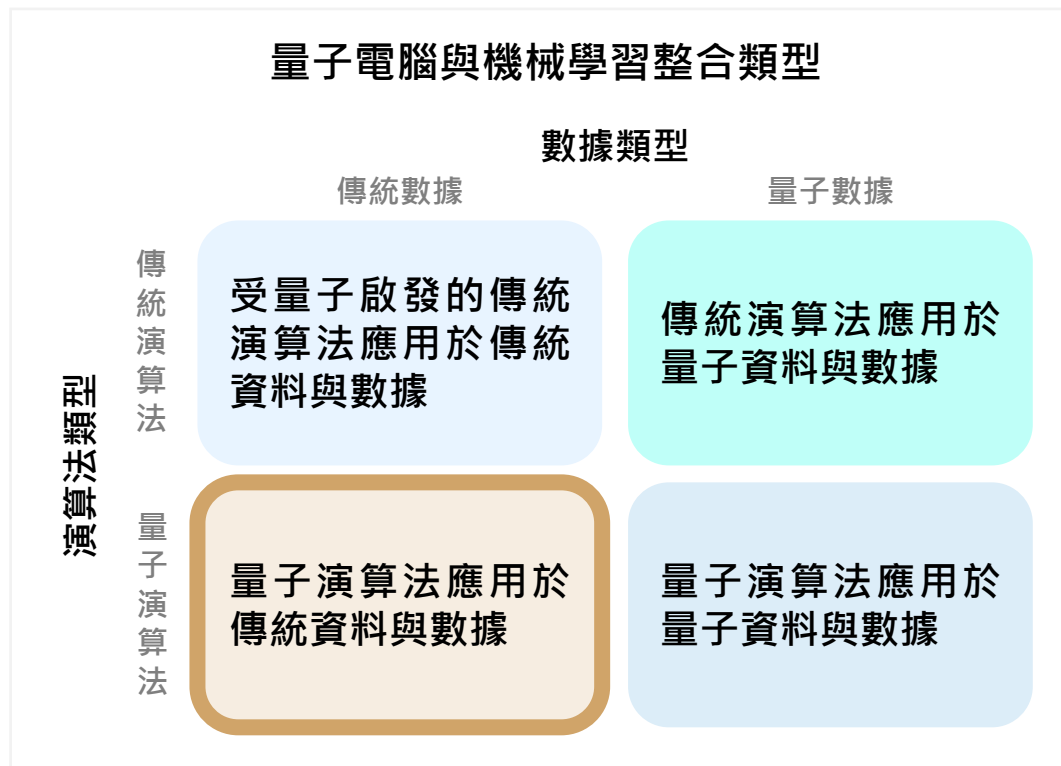 量子電腦與機械學習整合類型
數據類型
傳統數據
量子數據
演算法類型
傳統演算法
受量子啟發的傳統
演算法應用於傳統
資料與數據
傳統演算法應用於
量子資料與數據
量子演算法
量子演算法應用於
傳統資料與數據
量子演算法應用於
量子資料與數據